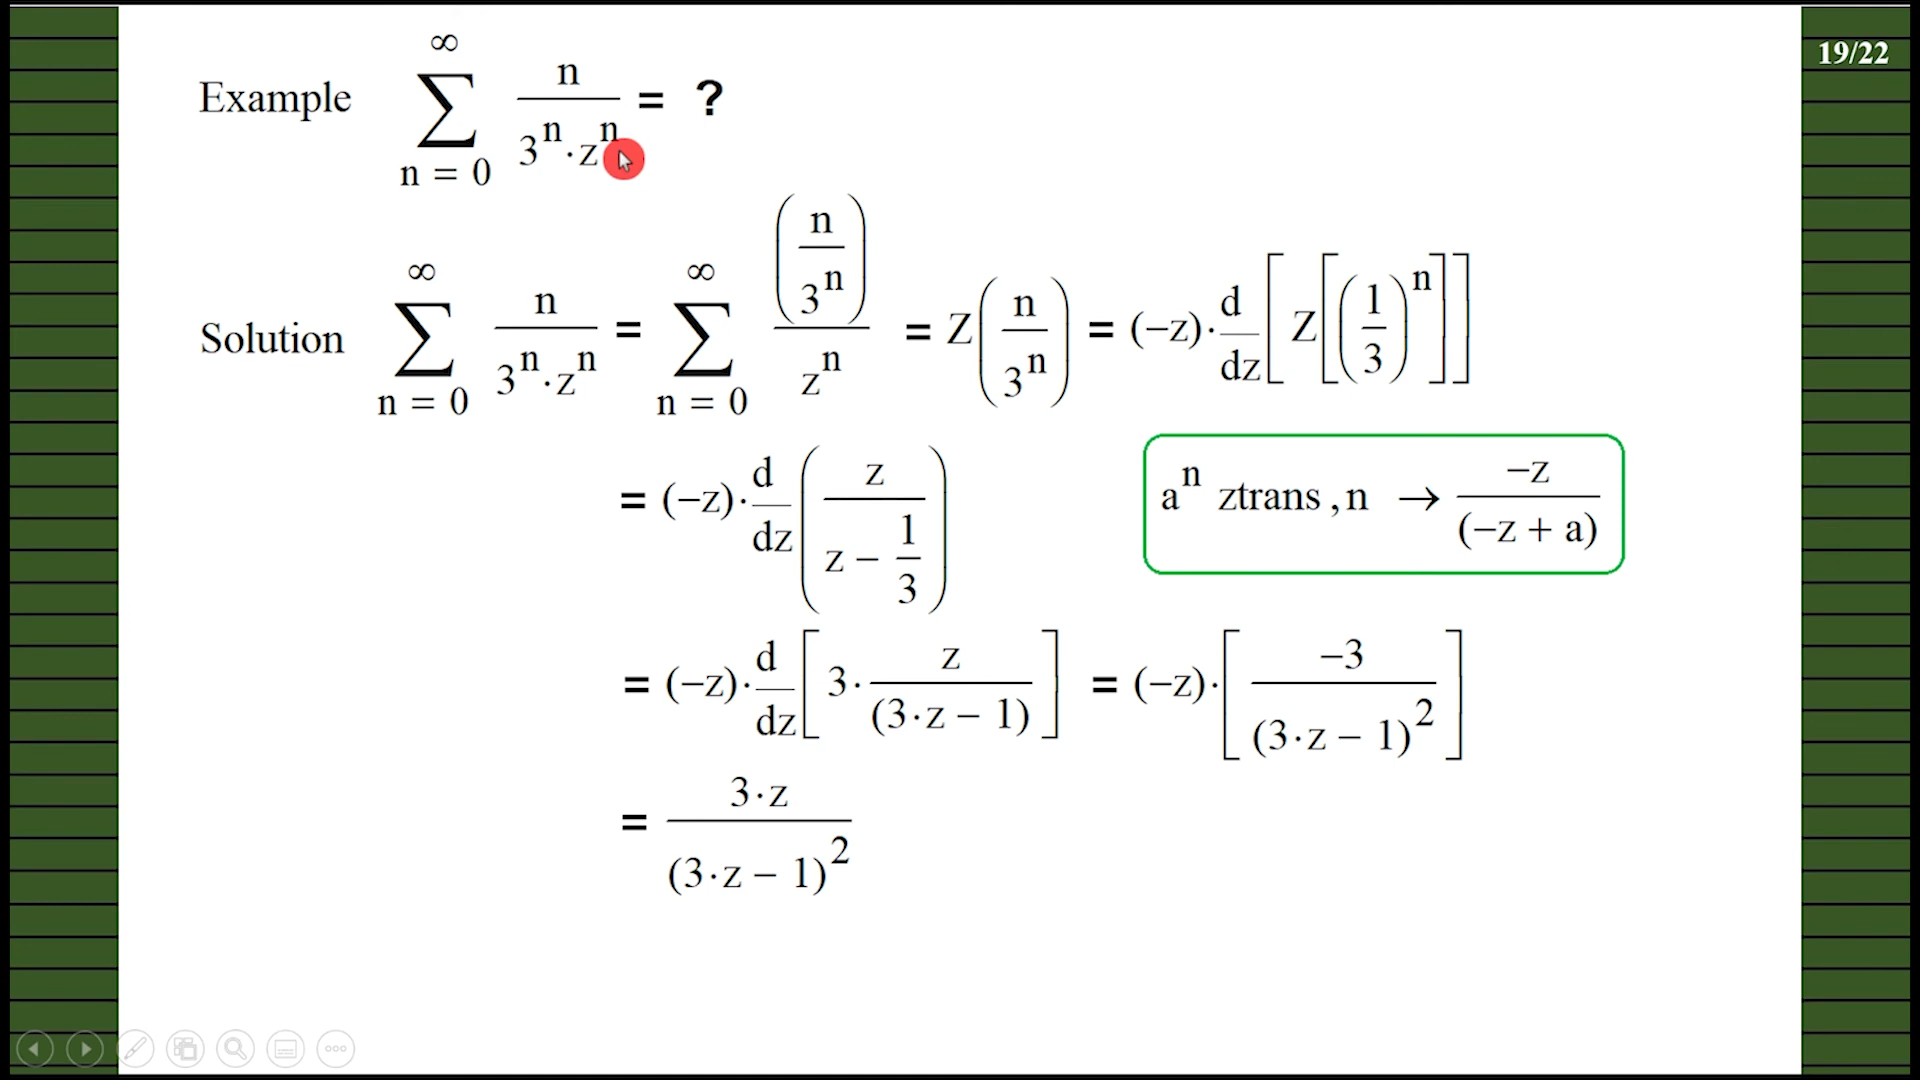 19/22
Example ∑_{n = 0}^{∞} n/(3^n·z^n) = ?
Solution ∑_{n = 0}^{∞} n/(3^n·z^n) = ∑_{n = 0}^{∞} (n/3^n)/z^n = Z(n/3^n) = (−z)·d/dz[Z[(1/3)^n]]
= (−z)·d/dz(z/(z − 1/3))
a^n ztrans , n → −z/(−z + a)
= (−z)·d/dz[3·z/(3·z − 1)] = (−z)·[−3/(3·z − 1)^2]
= 3·z/(3·z − 1)^2